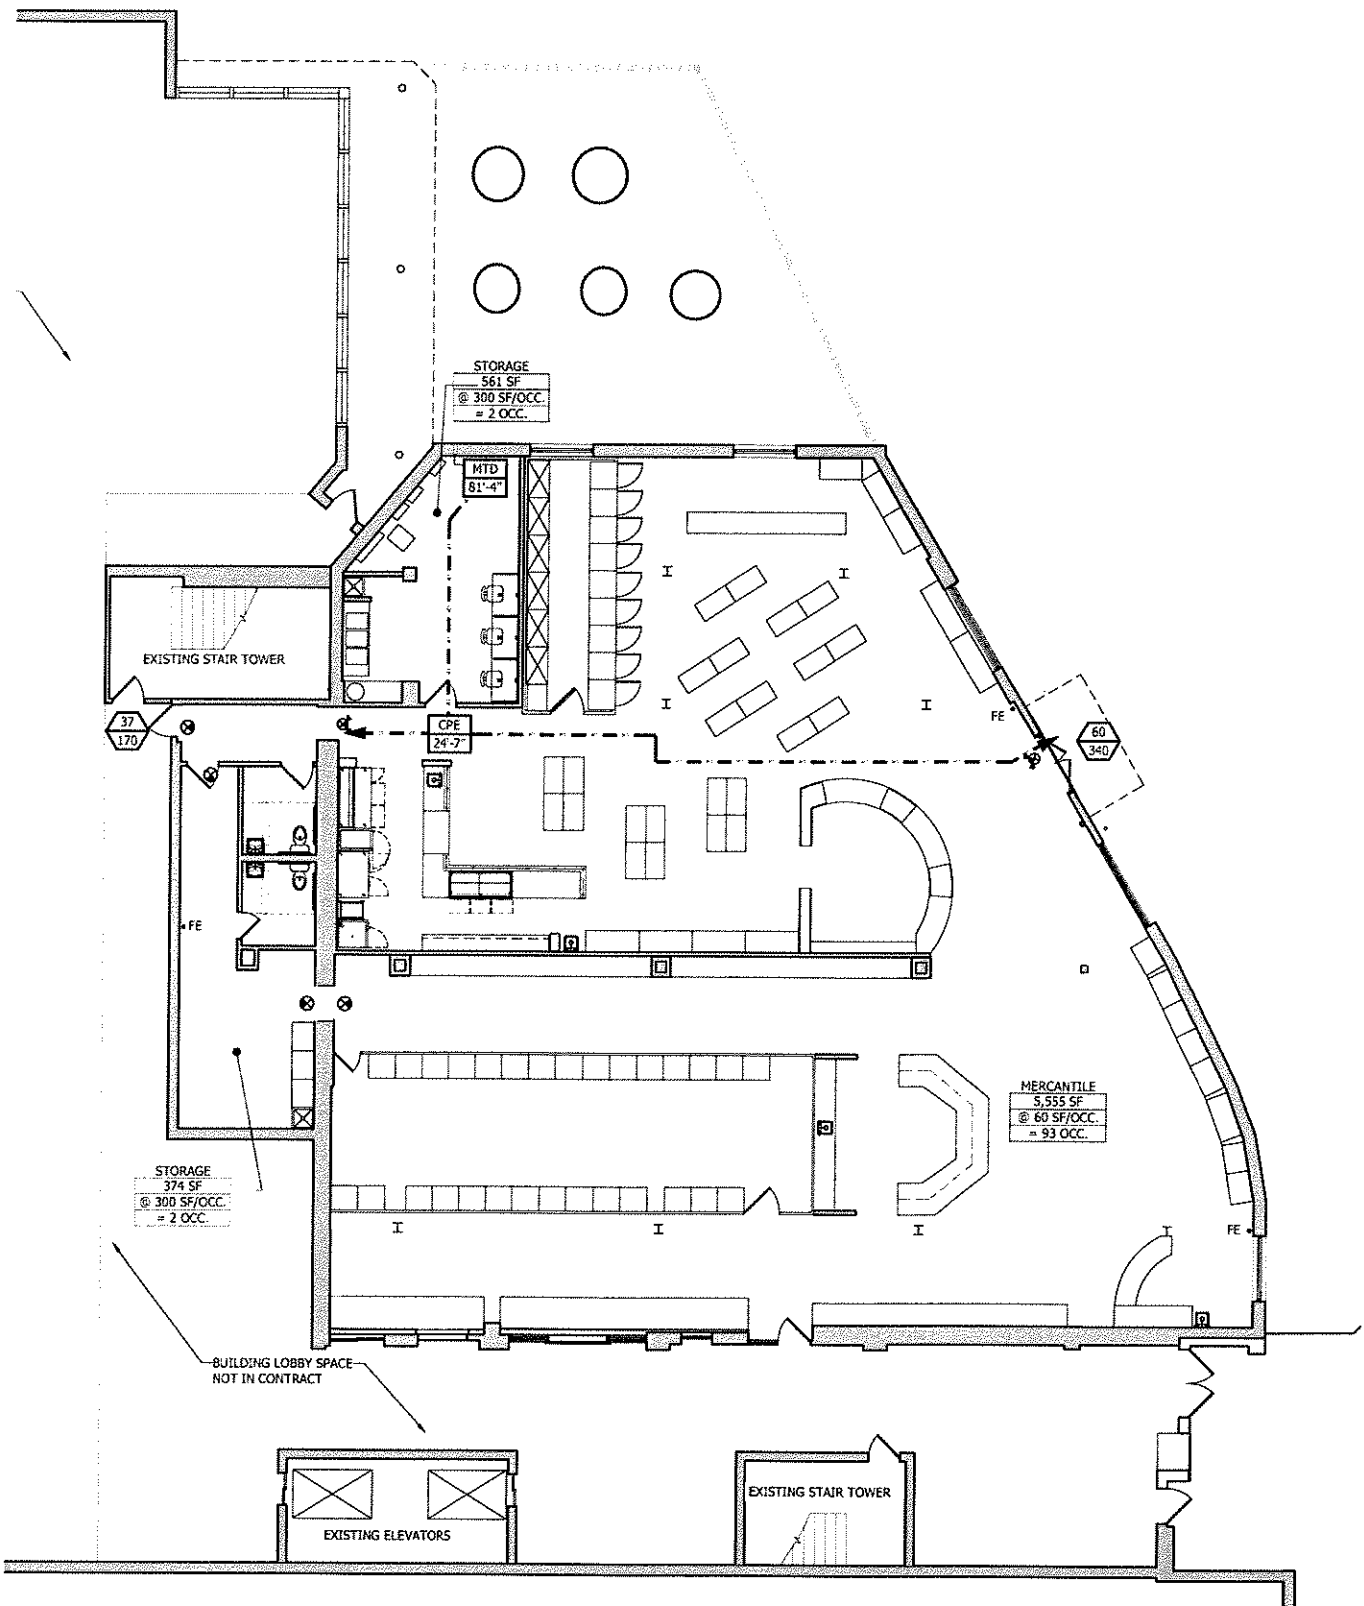 STORAGE
561 SF
@ 300 SF/OCC.
= 2 OCC.
MTD
81'-4"
EXISTING STAIR TOWER
37
170
CPE
24'-7"
FE
60
340
FE
MERCANTILE
5,555 SF
@ 60 SF/OCC.
= 93 OCC.
STORAGE
374 SF
@ 300 SF/OCC.
= 2 OCC.
FE
BUILDING LOBBY SPACE
NOT IN CONTRACT
EXISTING STAIR TOWER
EXISTING ELEVATORS